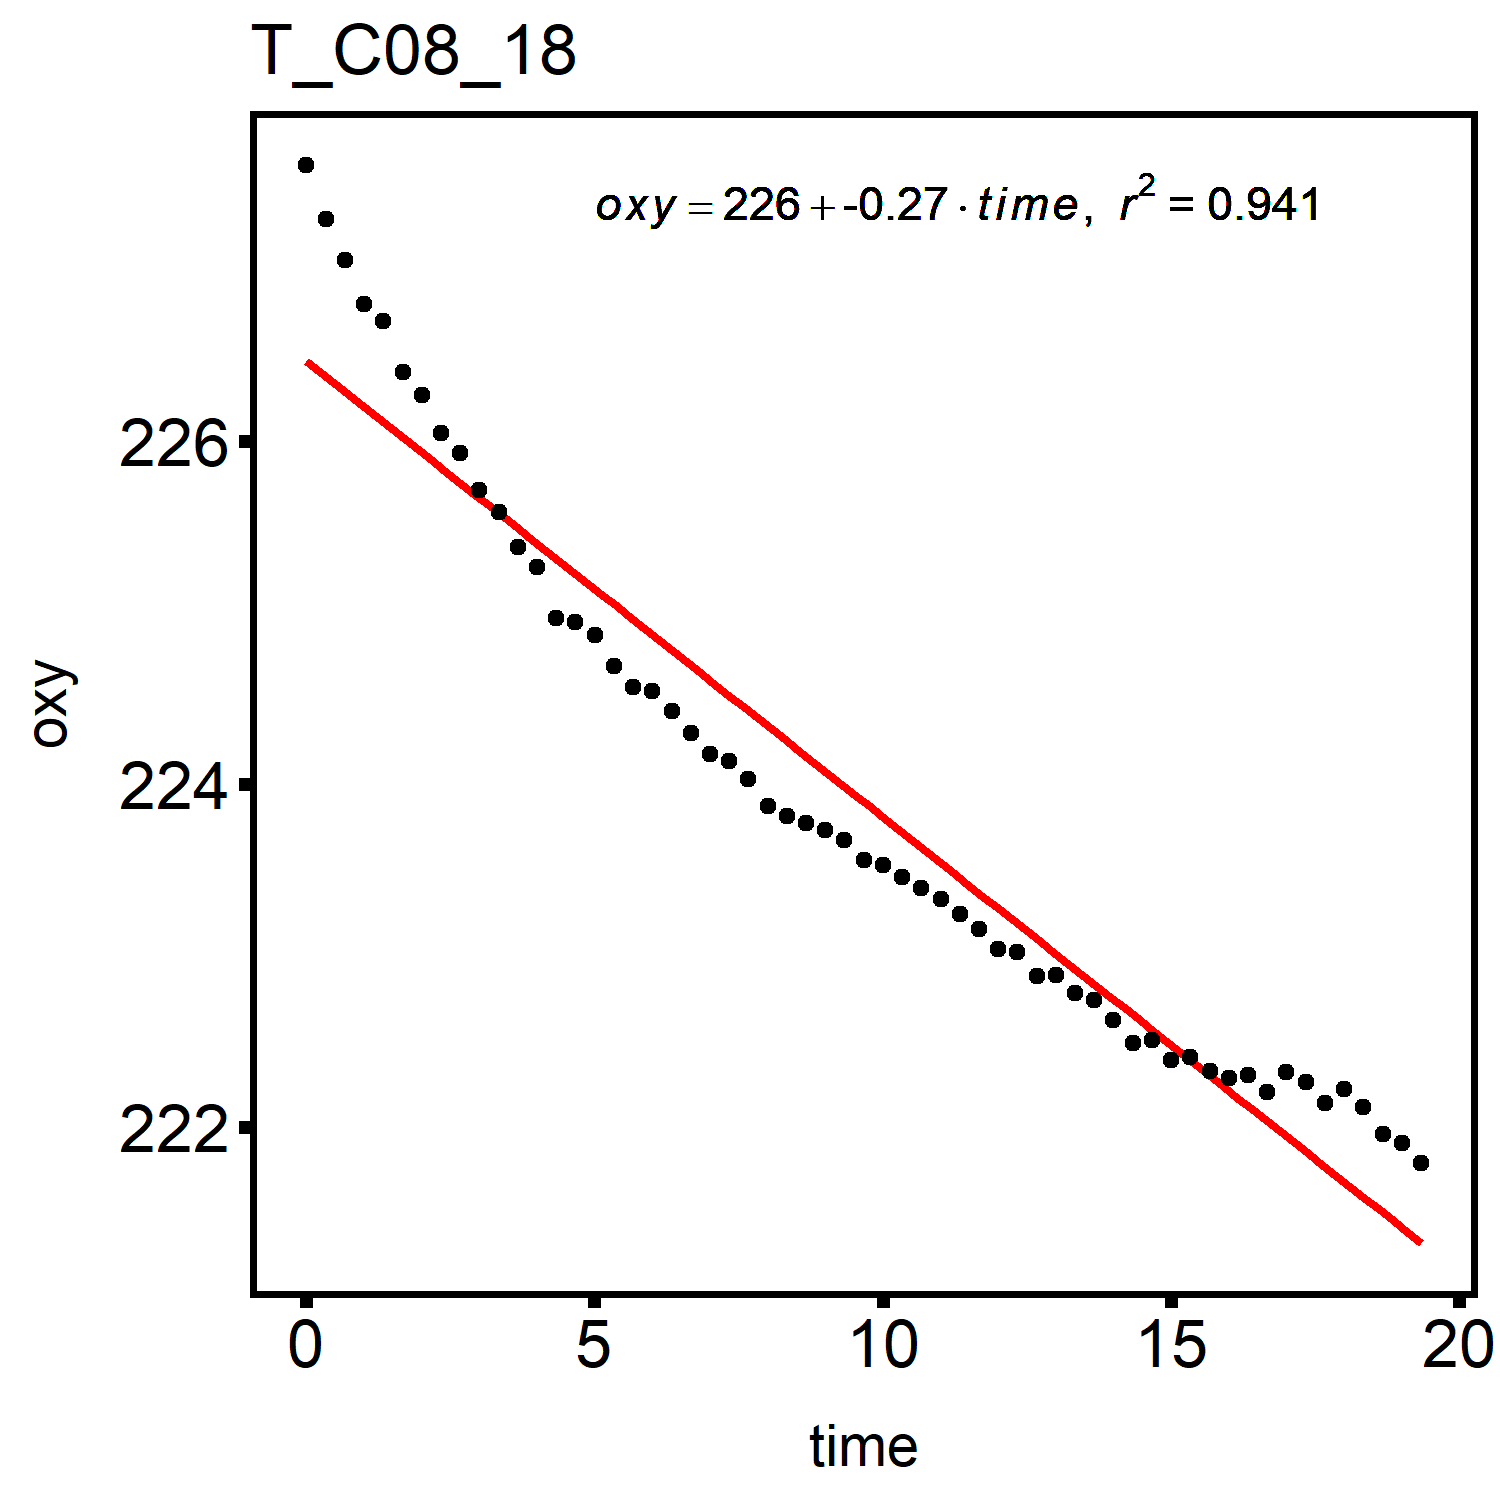 T_C08_18
oxy = 226 + -0.27 · time, r² = 0.941
226
224
222
oxy
0 5 10 15 20
time